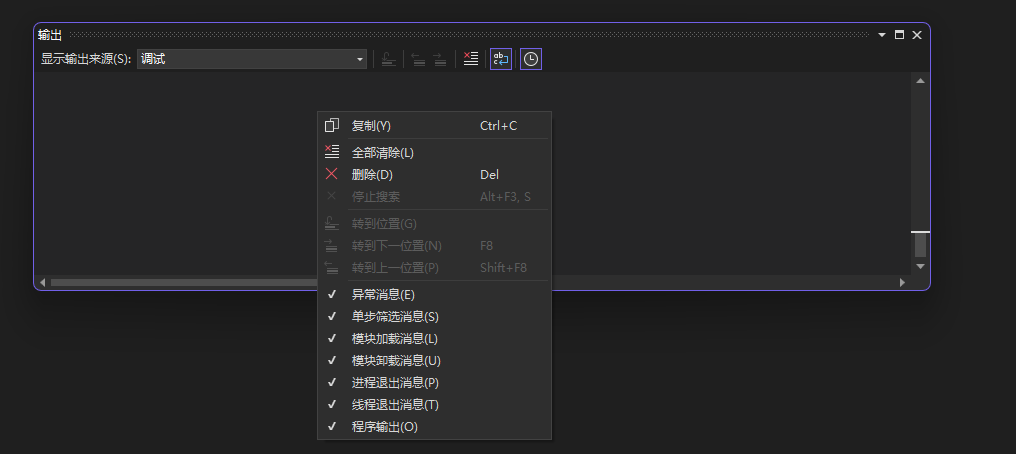 输出
显示输出来源(S): 调试
复制(Y) Ctrl+C
全部清除(L)
删除(D) Del
停止搜索 Alt+F3, S
转到位置(G)
转到下一位置(N) F8
转到上一位置(P) Shift+F8
异常消息(E)
单步筛选消息(S)
模块加载消息(L)
模块卸载消息(U)
进程退出消息(P)
线程退出消息(T)
程序输出(O)